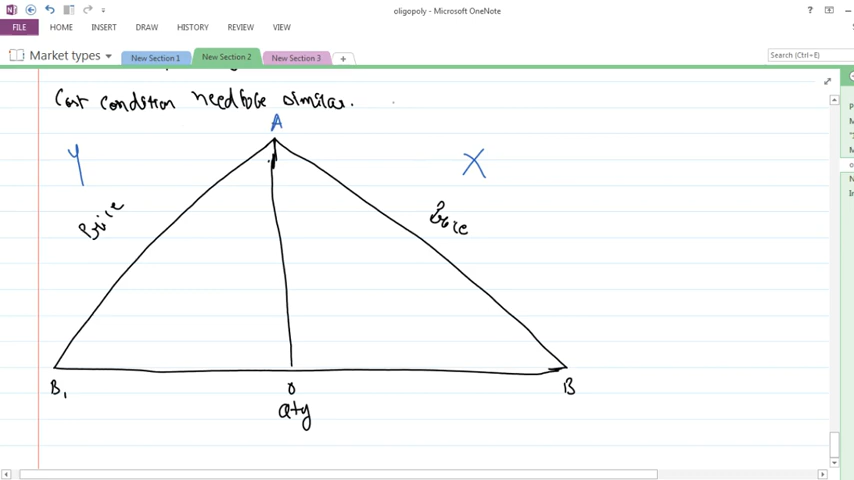 oligopoly - Microsoft OneNote
FILE HOME INSERT DRAW HISTORY REVIEW VIEW
Market types New Section 1 New Section 2 New Section 3 +
Search (Ctrl+E)
Cost condition need be similar.
A
Y X
Price Price
B1 O B
Qty